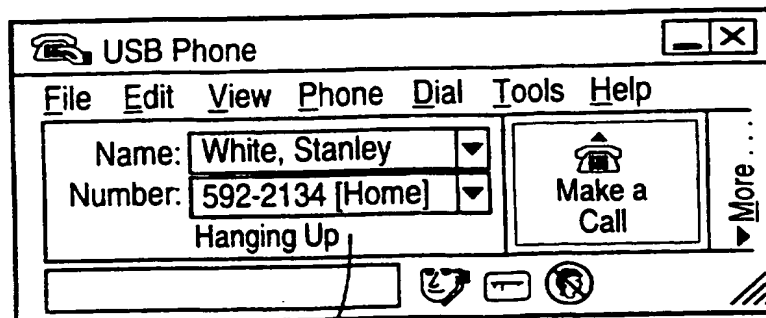 USB Phone
File Edit View Phone Dial Tools Help
Name: White, Stanley
Number: 592-2134 [Home]
Hanging Up
Make a
Call
More...